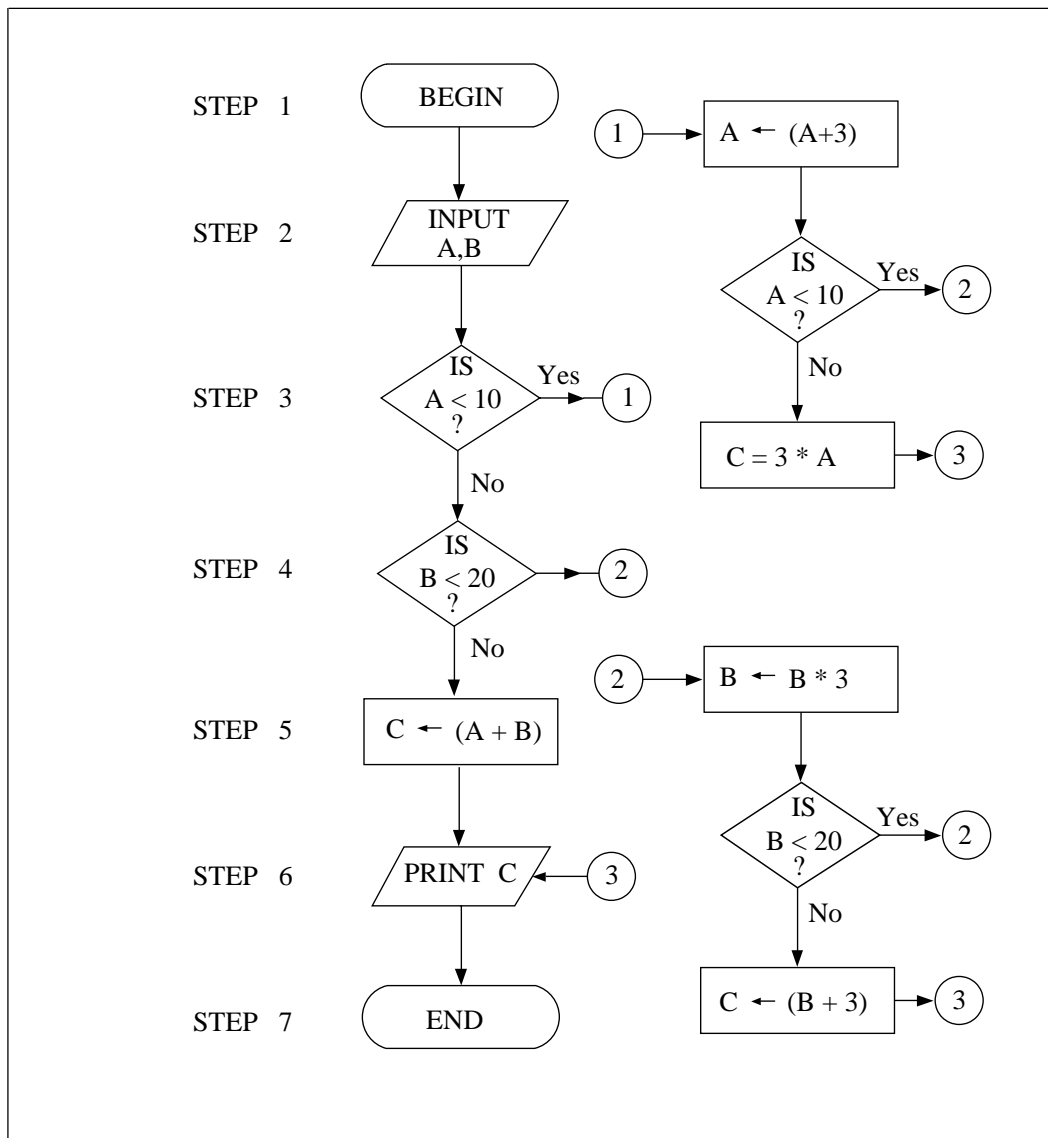 STEP 1
BEGIN
STEP 2
INPUT
A,B
STEP 3
IS
A < 10
?
Yes
1
No
STEP 4
IS
B < 20
?
2
No
STEP 5
C ← (A + B)
STEP 6
PRINT C
3
STEP 7
END
1
A ← (A+3)
IS
A < 10
?
Yes
2
No
C = 3 * A
3
2
B ← B * 3
IS
B < 20
?
Yes
2
No
C ← (B + 3)
3